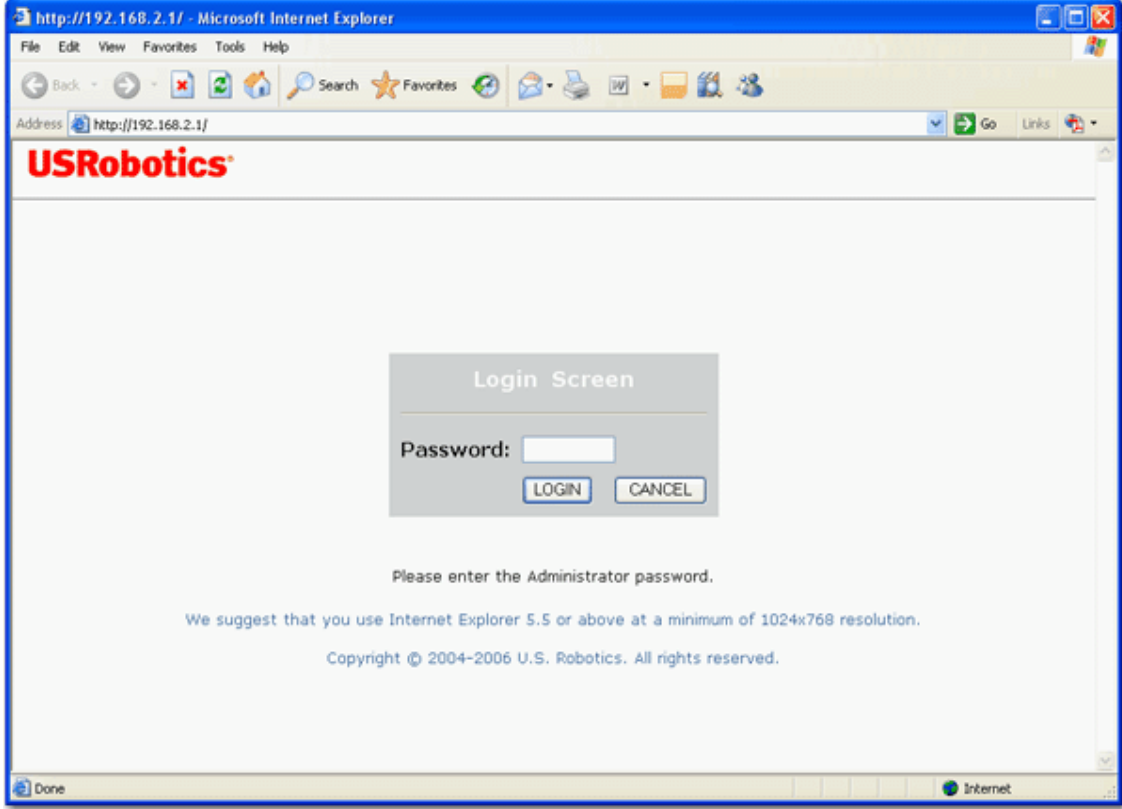 http://192.168.2.1/ - Microsoft Internet Explorer
File Edit View Favorites Tools Help
Back Search Favorites
Address http://192.168.2.1/ Go Links
USRobotics
Login Screen
Password:
LOGIN CANCEL
Please enter the Administrator password.
We suggest that you use Internet Explorer 5.5 or above at a minimum of 1024x768 resolution.
Copyright © 2004-2006 U.S. Robotics. All rights reserved.
Done Internet